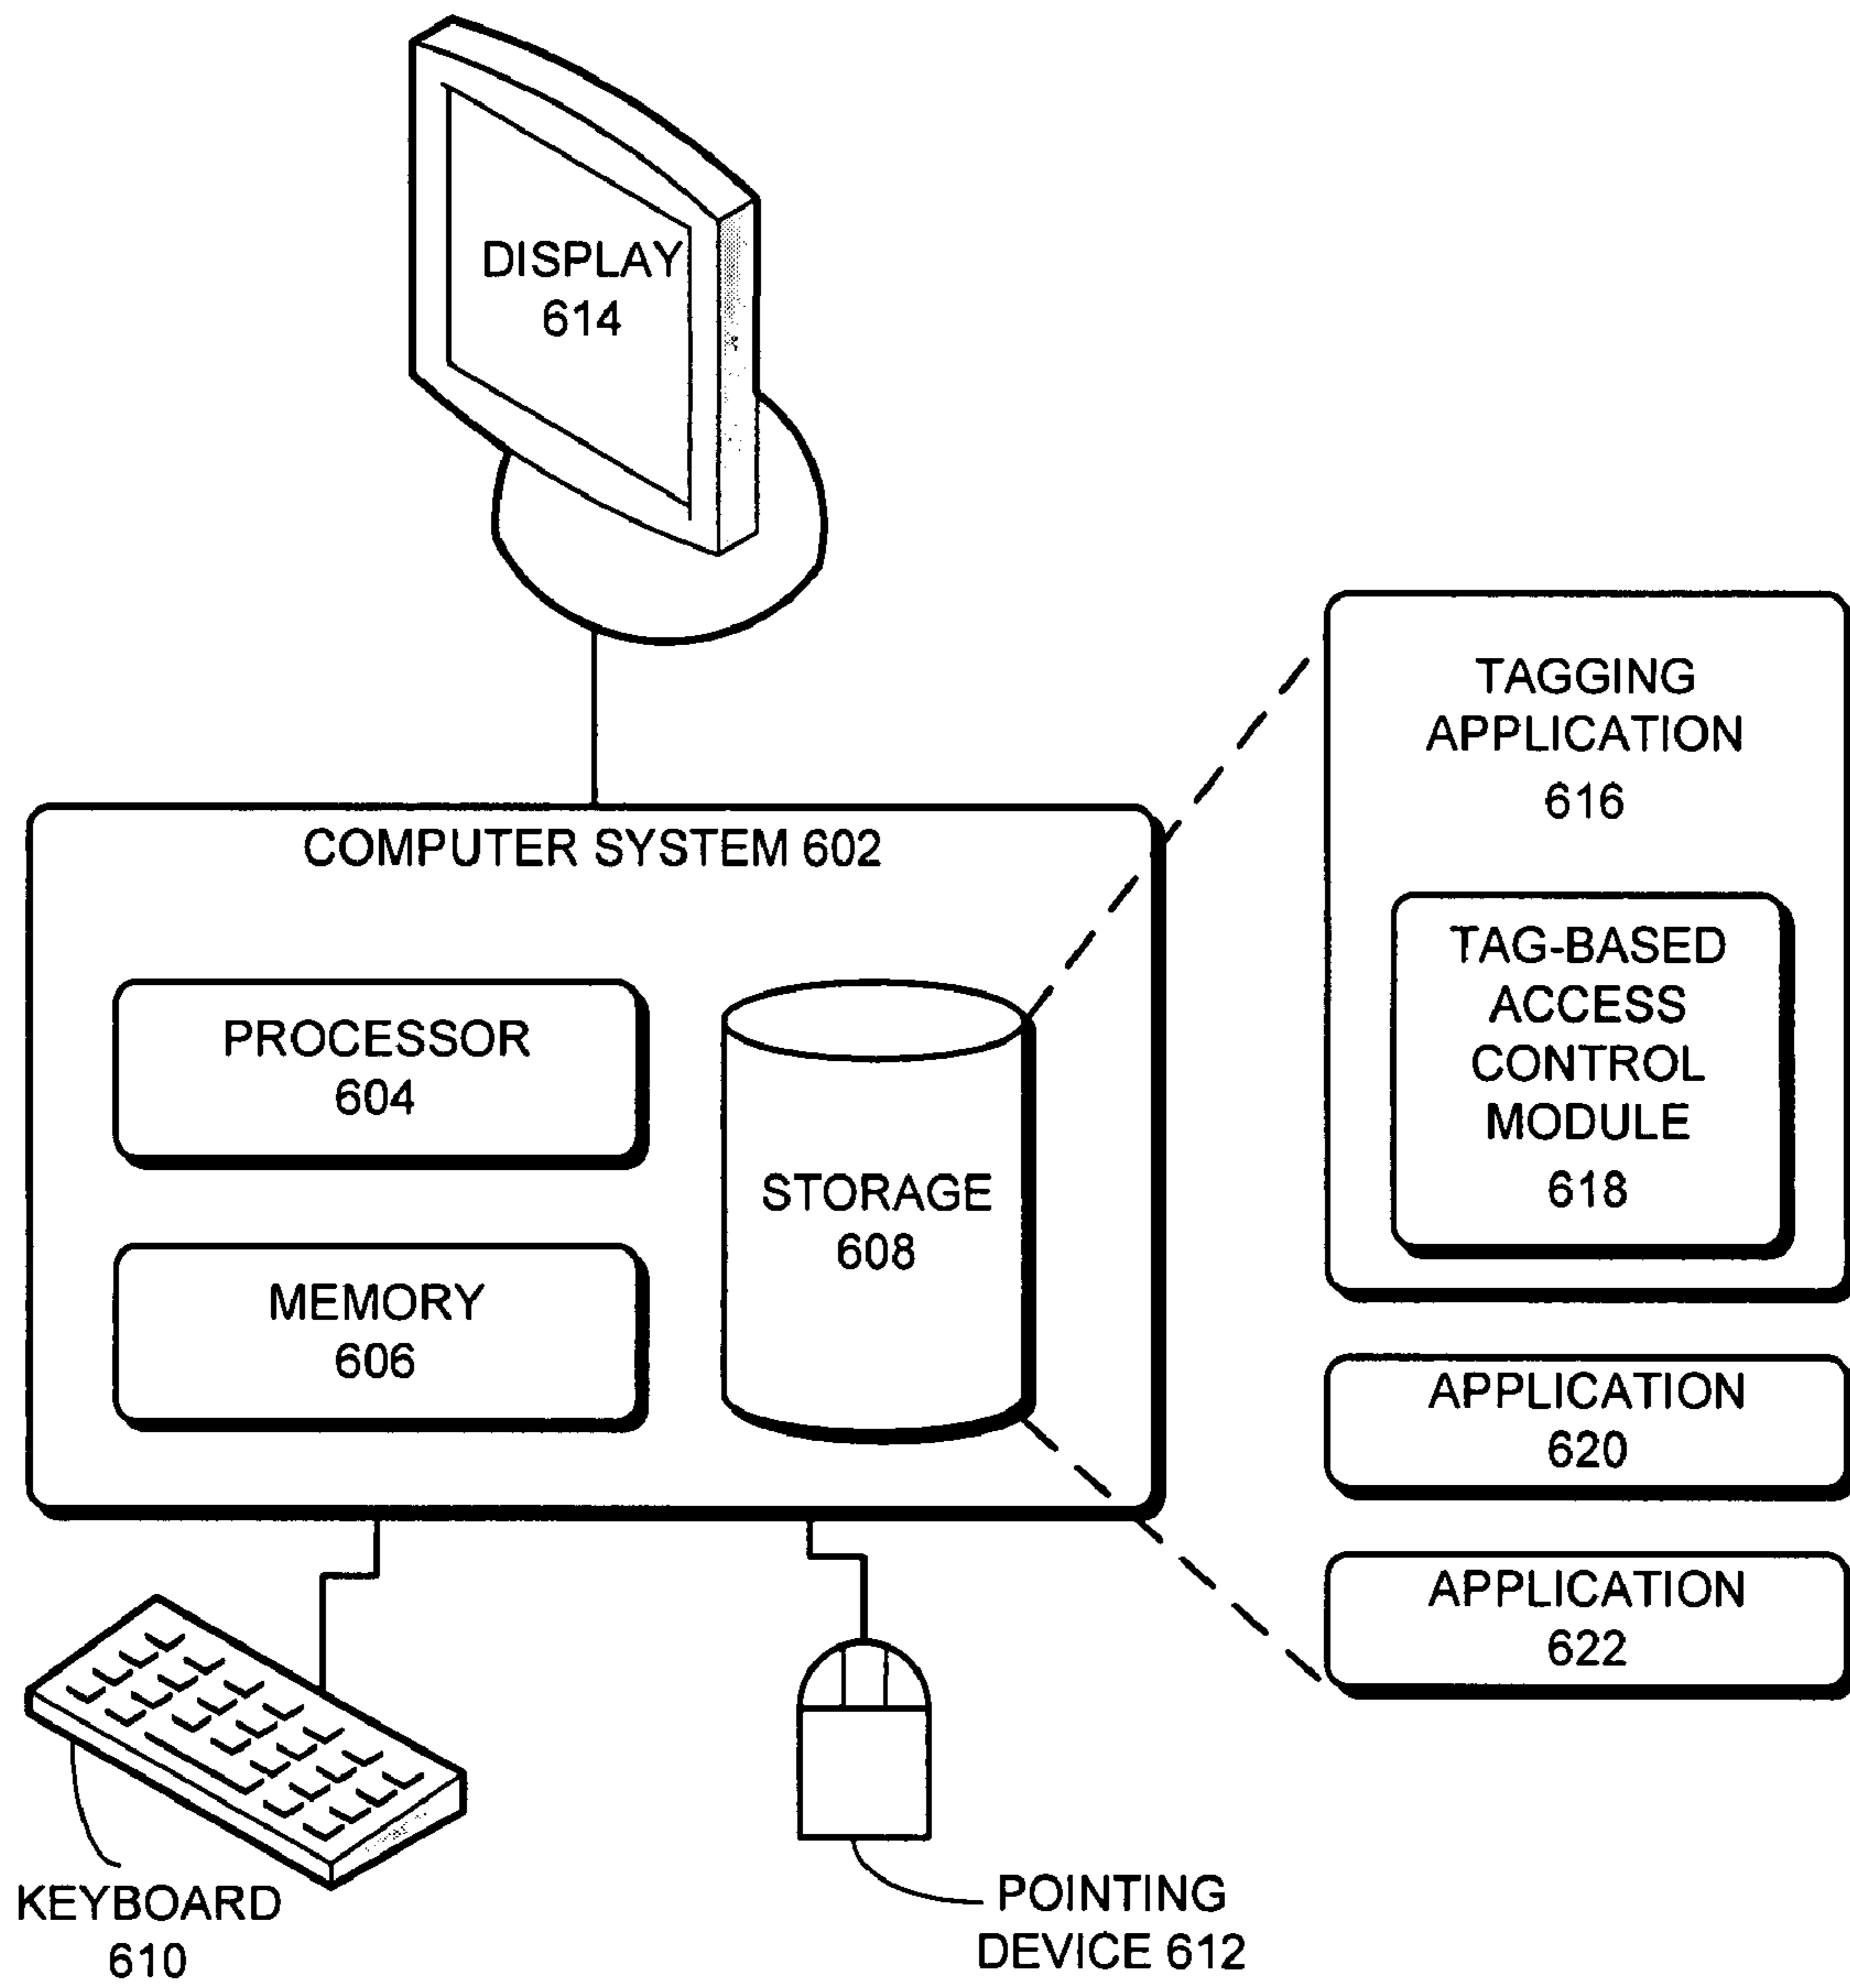 DISPLAY
614
COMPUTER SYSTEM 602
PROCESSOR
604
MEMORY
606
STORAGE
608
TAGGING
APPLICATION
616
TAG-BASED
ACCESS
CONTROL
MODULE
618
APPLICATION
620
APPLICATION
622
KEYBOARD
610
POINTING
DEVICE 612